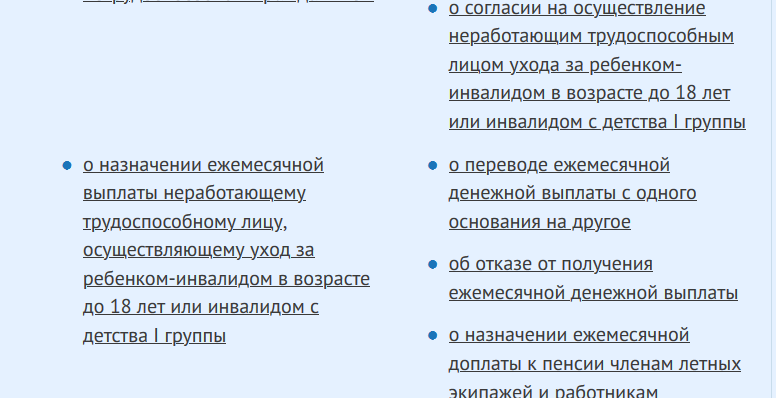 о согласии на осуществление
неработающим трудоспособным
лицом ухода за ребенком-
инвалидом в возрасте до 18 лет
или инвалидом с детства I группы
о назначении ежемесячной
выплаты неработающему
трудоспособному лицу,
осуществляющему уход за
ребенком-инвалидом в возрасте
до 18 лет или инвалидом с
детства I группы
о переводе ежемесячной
денежной выплаты с одного
основания на другое
об отказе от получения
ежемесячной денежной выплаты
о назначении ежемесячной
доплаты к пенсии членам летных
экипажей и работникам